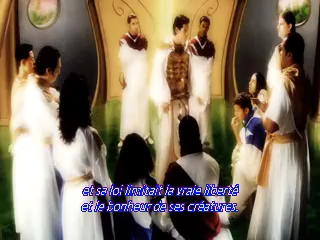 et sa loi limitait la vraie liberté
et le bonheur de ses créatures.